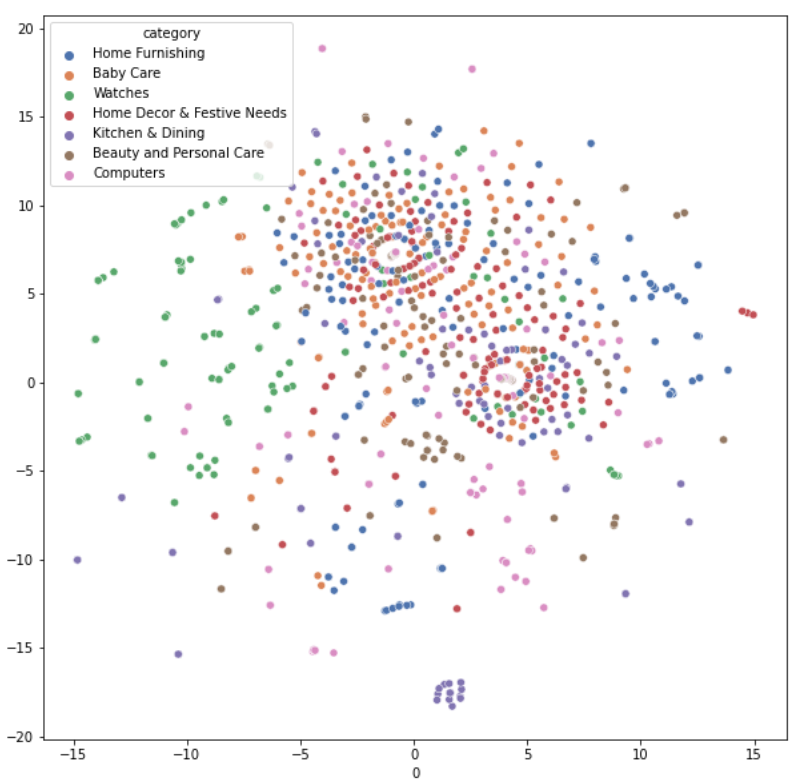 category
Home Furnishing
Baby Care
Watches
Home Decor & Festive Needs
Kitchen & Dining
Beauty and Personal Care
Computers
20
15
10
5
0
−5
−10
−15
−20
−15 −10 −5 0 5 10 15
0